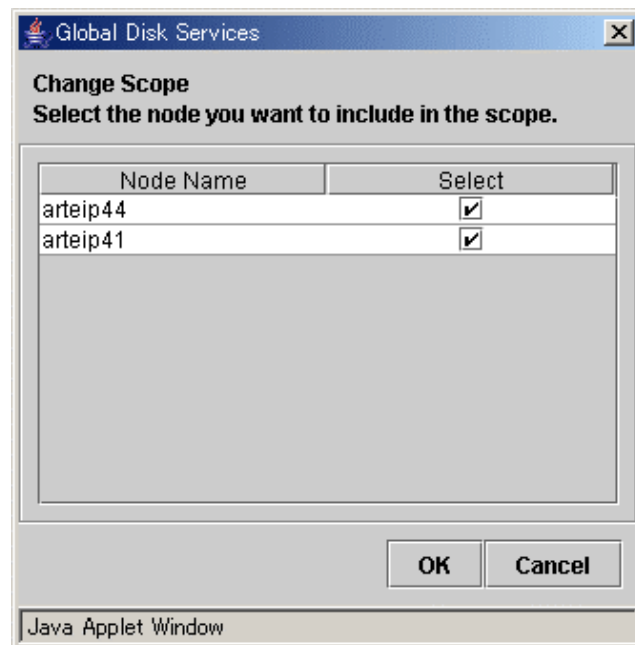 Global Disk Services
Change Scope
Select the node you want to include in the scope.
Node Name Select
arteip44
arteip41
OK Cancel
Java Applet Window